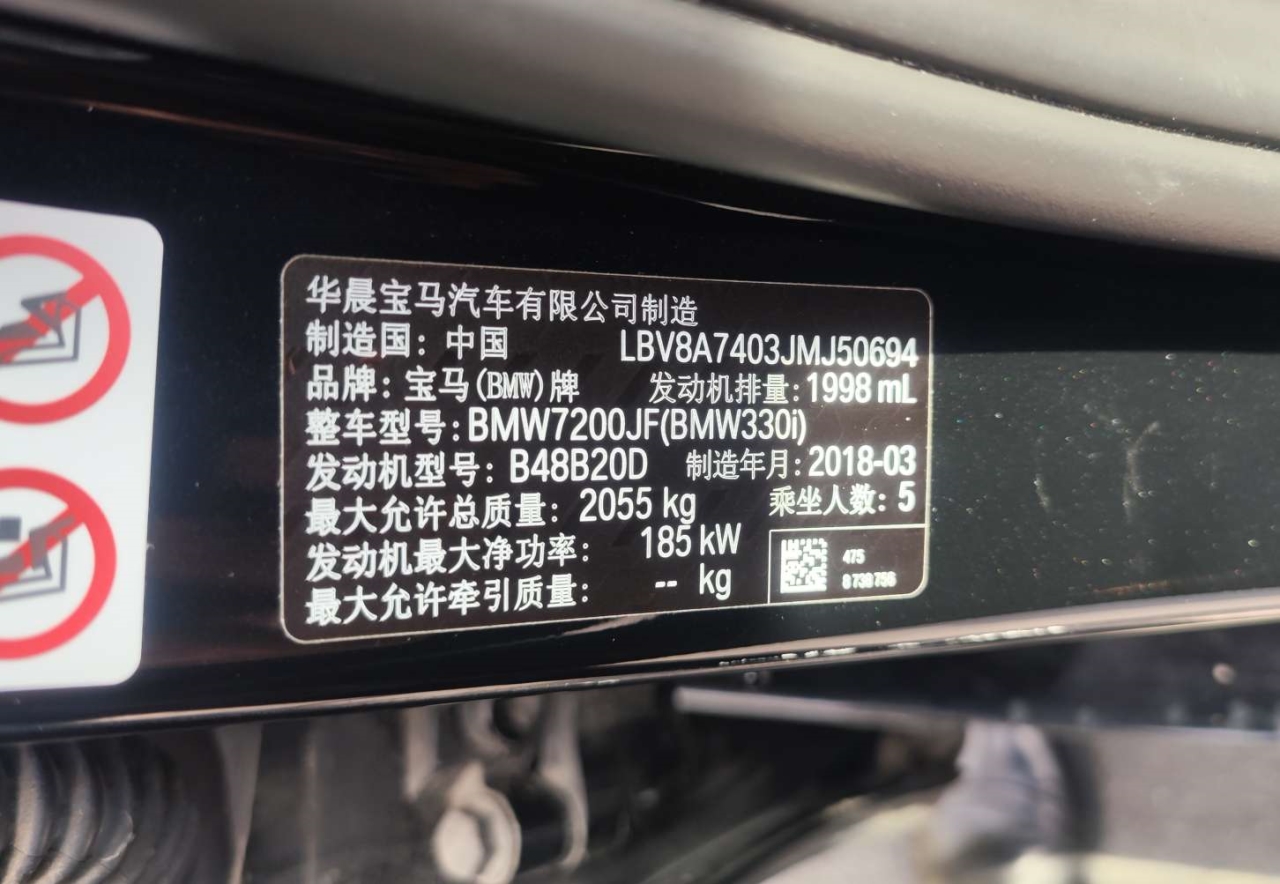 华晨宝马汽车有限公司制造
制造国：中国 LBV8A7403JMJ50694
品牌：宝马(BMW)牌 发动机排量：1998 mL
整车型号：BMW7200JF(BMW330i)
发动机型号：B48B20D 制造年月：2018-03
最大允许总质量：2055 kg 乘坐人数：5
发动机最大净功率：185 kW
最大允许牵引质量：-- kg
475
8 738 756